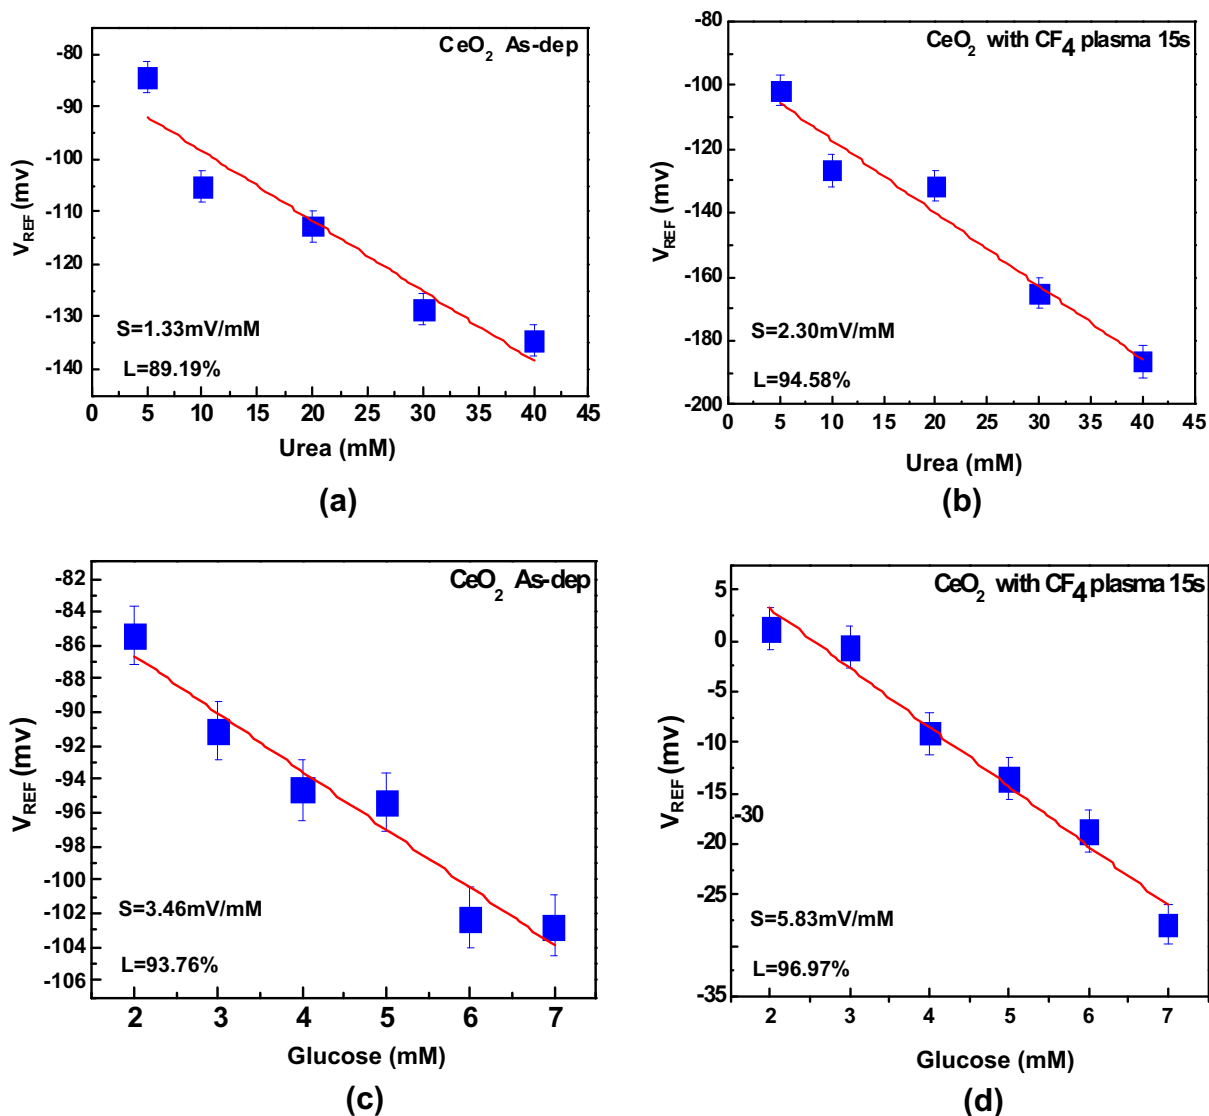 CeO2 As-dep
-80
-90
-100
-110
-120
-130
-140
VREF (mv)
S=1.33mV/mM
L=89.19%
0 5 10 15 20 25 30 35 40 45
Urea (mM)
(a)
CeO2 with CF4 plasma 15s
-80
-100
-120
-140
-160
-180
-200
VREF (mv)
S=2.30mV/mM
L=94.58%
0 5 10 15 20 25 30 35 40 45
Urea (mM)
(b)
CeO2 As-dep
-82
-84
-86
-88
-90
-92
-94
-96
-98
-100
-102
-104
-106
VREF (mv)
S=3.46mV/mM
L=93.76%
2 3 4 5 6 7
Glucose (mM)
(c)
CeO2 with CF4 plasma 15s
5
0
-5
-10
-15
-30
-20
-25
-35
VREF (mv)
S=5.83mV/mM
L=96.97%
2 3 4 5 6 7
Glucose (mM)
(d)